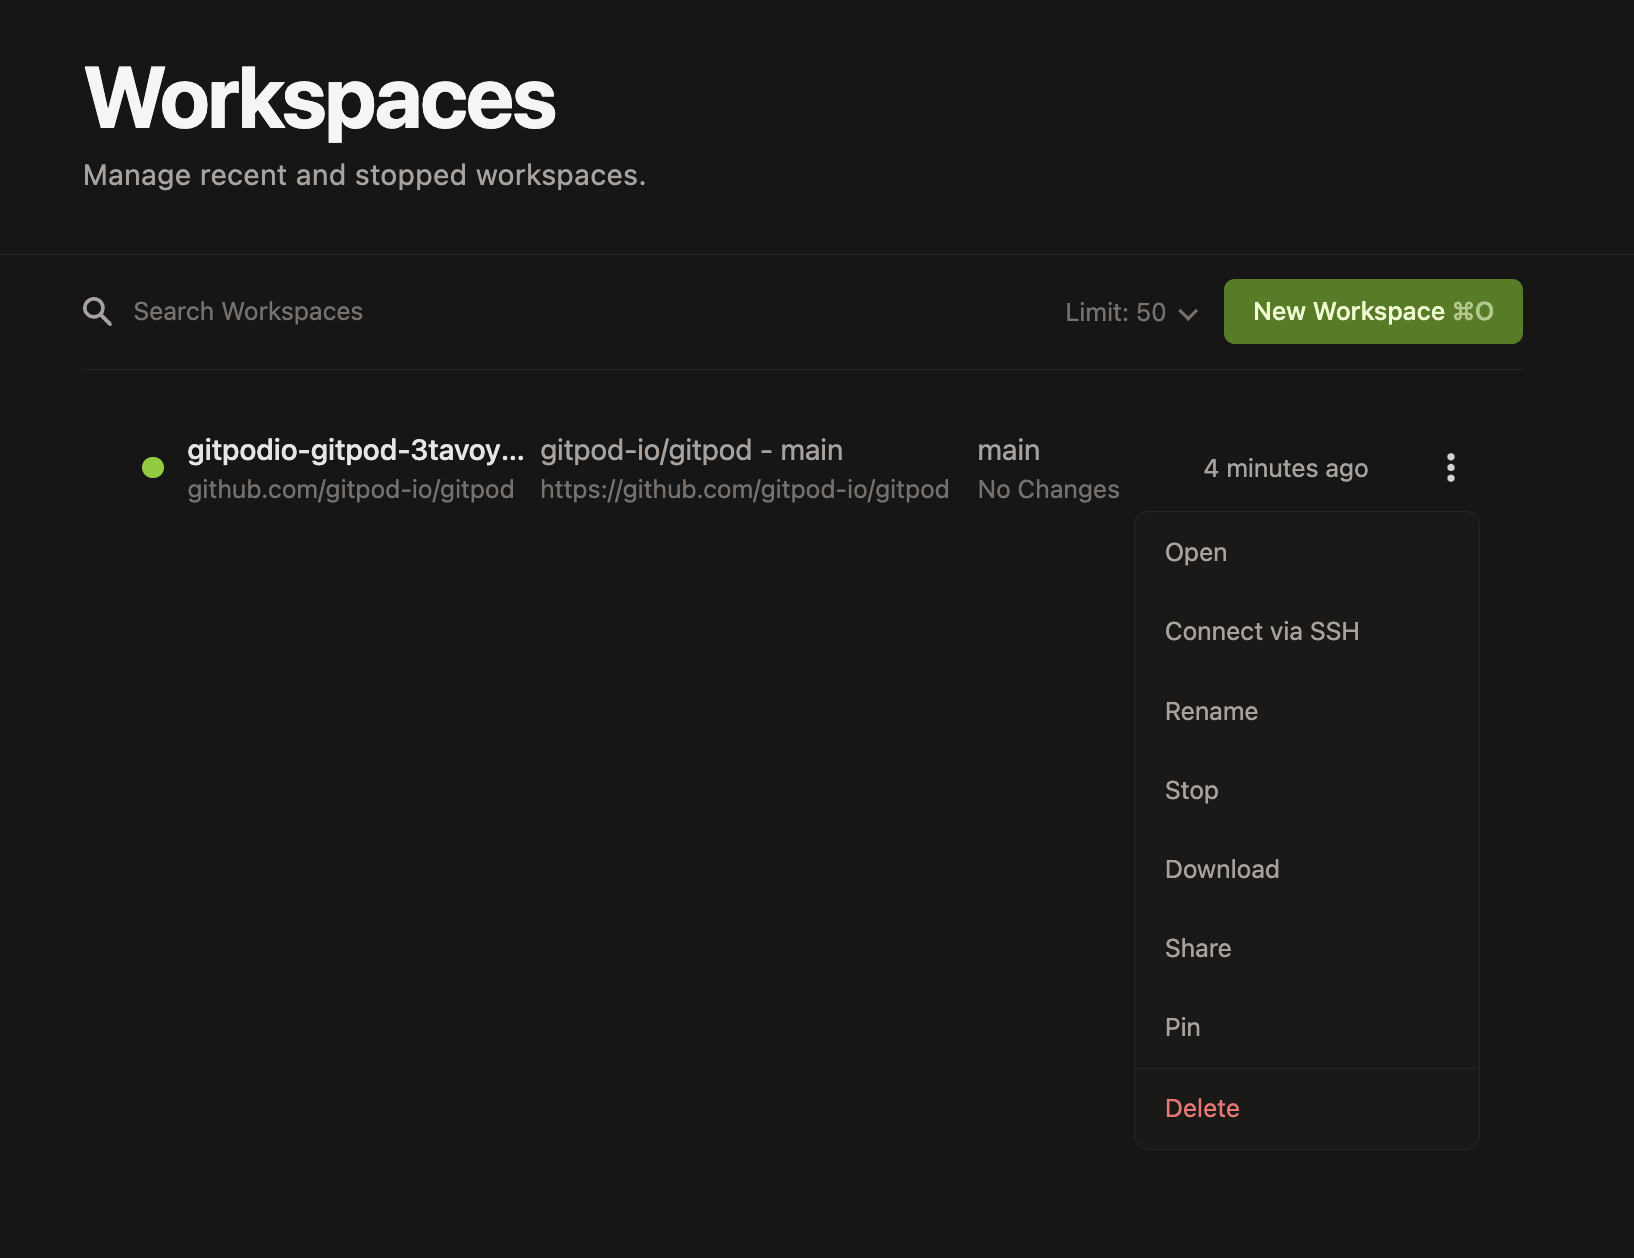 Workspaces
Manage recent and stopped workspaces.
Search Workspaces
Limit: 50
New Workspace ⌘O
gitpodio-gitpod-3tavoy...
github.com/gitpod-io/gitpod
gitpod-io/gitpod - main
https://github.com/gitpod-io/gitpod
main
No Changes
4 minutes ago
Open
Connect via SSH
Rename
Stop
Download
Share
Pin
Delete